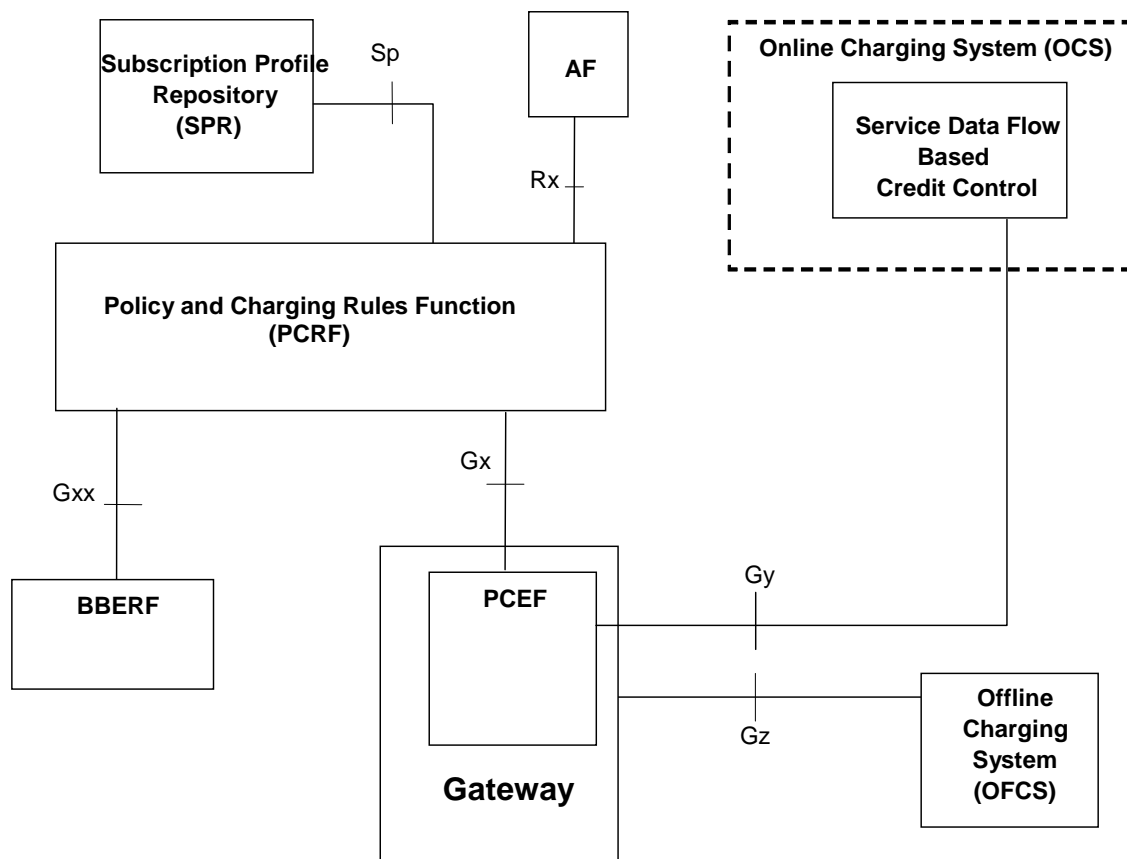 Subscription Profile
Repository
(SPR)
Sp
AF
Online Charging System (OCS)
Service Data Flow
Based
Credit Control
Rx
Policy and Charging Rules Function
(PCRF)
Gxx
Gx
BBERF
PCEF
Gy
Gz
Offline
Charging
System
(OFCS)
Gateway